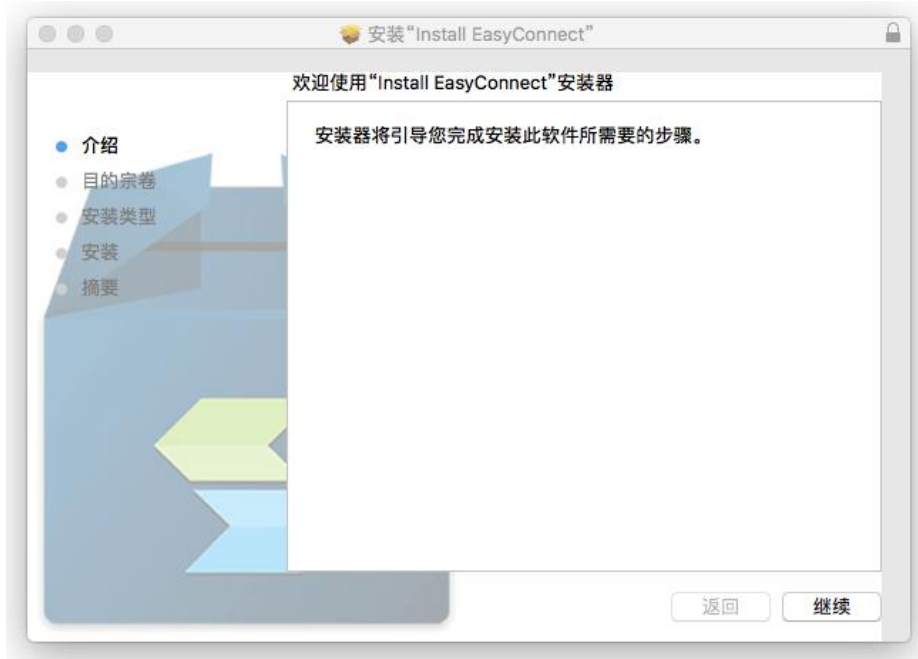 安装“Install EasyConnect”
欢迎使用“Install EasyConnect”安装器
介绍
目的宗卷
安装类型
安装
摘要
安装器将引导您完成安装此软件所需要的步骤。
返回
继续